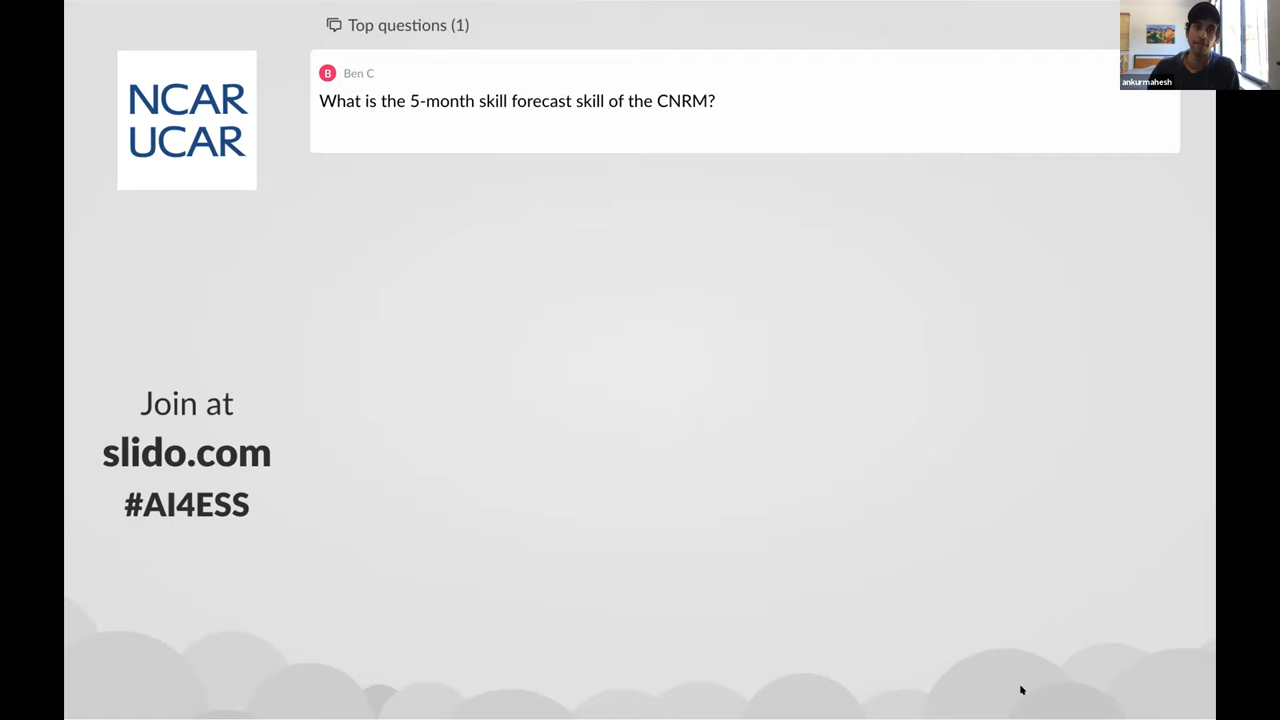 Top questions (1)
B
Ben C
What is the 5-month skill forecast skill of the CNRM?
NCAR
UCAR
Join at
slido.com
#AI4ESS
ankurmahesh